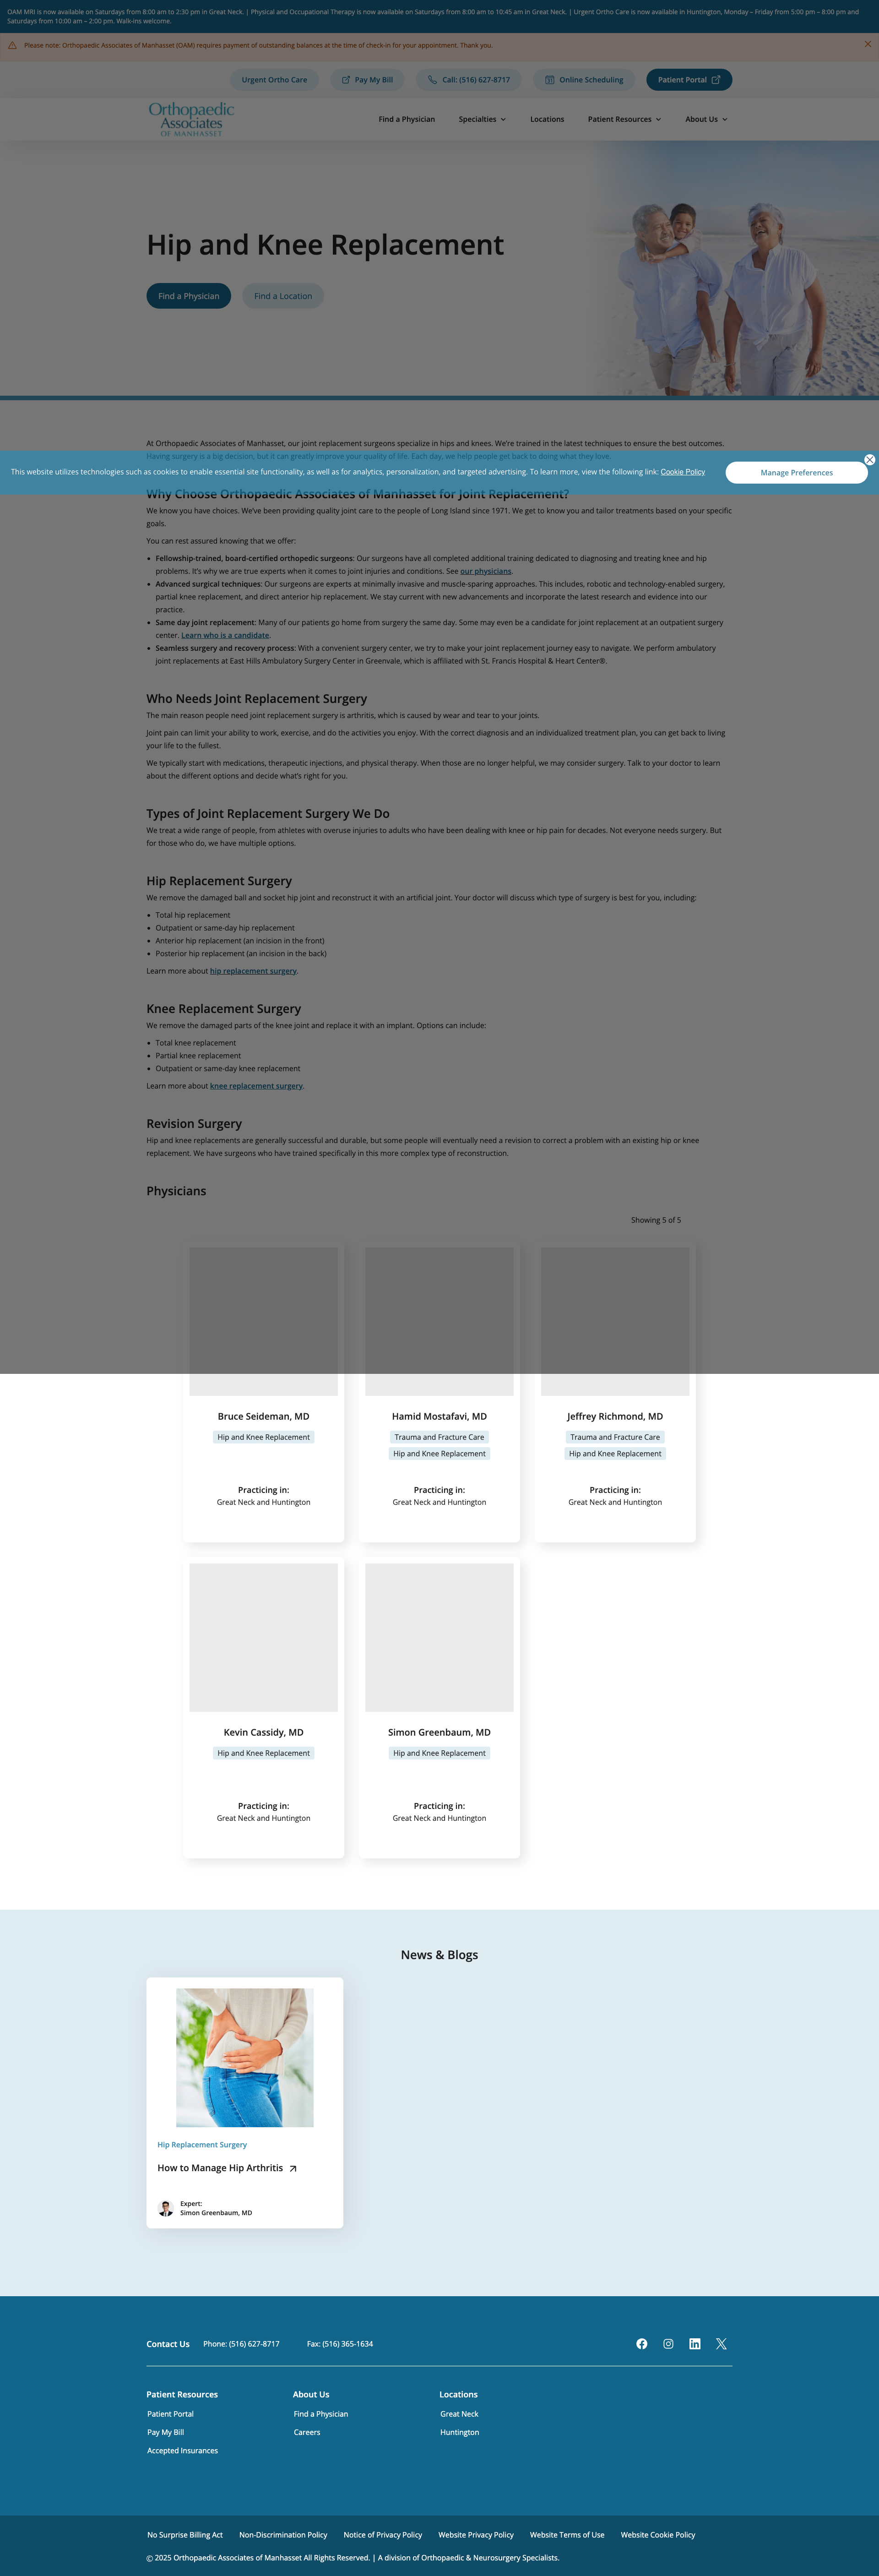 OAM MRI is now available on Saturdays from 8:00 am to 2:30 pm in Great Neck. | Physical and Occupational Therapy is now available on Saturdays from 8:00 am to 10:45 am in Great Neck. | Urgent Ortho Care is now available in Huntington, Monday – Friday from 5:00 pm – 8:00 pm and
Saturdays from 10:00 am – 2:00 pm. Walk-ins welcome.
Please note: Orthopaedic Associates of Manhasset (OAM) requires payment of outstanding balances at the time of check-in for your appointment. Thank you.
Urgent Ortho Care
Pay My Bill
Call: (516) 627-8717
Online Scheduling
Patient Portal
Orthopaedic
Associates
OF MANHASSET
Find a Physician
Specialties
Locations
Patient Resources
About Us
Hip and Knee Replacement
Find a Physician
Find a Location
At Orthopaedic Associates of Manhasset, our joint replacement surgeons specialize in hips and knees. We're trained in the latest techniques to ensure the best outcomes.
Having surgery is a big decision, but it can greatly improve your quality of life. Each day, we help people get back to doing what they love.
This website utilizes technologies such as cookies to enable essential site functionality, as well as for analytics, personalization, and targeted advertising. To learn more, view the following link: Cookie Policy
Manage Preferences
Why Choose Orthopaedic Associates of Manhasset for Joint Replacement?
We know you have choices. We've been providing quality joint care to the people of Long Island since 1971. We get to know you and tailor treatments based on your specific
goals.
You can rest assured knowing that we offer:
• Fellowship-trained, board-certified orthopedic surgeons: Our surgeons have all completed additional training dedicated to diagnosing and treating knee and hip
problems. It's why we are true experts when it comes to joint injuries and conditions. See our physicians.
• Advanced surgical techniques: Our surgeons are experts at minimally invasive and muscle-sparing approaches. This includes, robotic and technology-enabled surgery,
partial knee replacement, and direct anterior hip replacement. We stay current with new advancements and incorporate the latest research and evidence into our
practice.
• Same day joint replacement: Many of our patients go home from surgery the same day. Some may even be a candidate for joint replacement at an outpatient surgery
center. Learn who is a candidate.
• Seamless surgery and recovery process: With a convenient surgery center, we try to make your joint replacement journey easy to navigate. We perform ambulatory
joint replacements at East Hills Ambulatory Surgery Center in Greenvale, which is affiliated with St. Francis Hospital & Heart Center®.
Who Needs Joint Replacement Surgery
The main reason people need joint replacement surgery is arthritis, which is caused by wear and tear to your joints.
Joint pain can limit your ability to work, exercise, and do the activities you enjoy. With the correct diagnosis and an individualized treatment plan, you can get back to living
your life to the fullest.
We typically start with medications, therapeutic injections, and physical therapy. When those are no longer helpful, we may consider surgery. Talk to your doctor to learn
about the different options and decide what's right for you.
Types of Joint Replacement Surgery We Do
We treat a wide range of people, from athletes with overuse injuries to adults who have been dealing with knee or hip pain for decades. Not everyone needs surgery. But
for those who do, we have multiple options.
Hip Replacement Surgery
We remove the damaged ball and socket hip joint and reconstruct it with an artificial joint. Your doctor will discuss which type of surgery is best for you, including:
• Total hip replacement
• Outpatient or same-day hip replacement
• Anterior hip replacement (an incision in the front)
• Posterior hip replacement (an incision in the back)
Learn more about hip replacement surgery.
Knee Replacement Surgery
We remove the damaged parts of the knee joint and replace it with an implant. Options can include:
• Total knee replacement
• Partial knee replacement
• Outpatient or same-day knee replacement
Learn more about knee replacement surgery.
Revision Surgery
Hip and knee replacements are generally successful and durable, but some people will eventually need a revision to correct a problem with an existing hip or knee
replacement. We have surgeons who have trained specifically in this more complex type of reconstruction.
Physicians
Showing 5 of 5
Bruce Seideman, MD
Hip and Knee Replacement
Practicing in:
Great Neck and Huntington
Hamid Mostafavi, MD
Trauma and Fracture Care
Hip and Knee Replacement
Practicing in:
Great Neck and Huntington
Jeffrey Richmond, MD
Trauma and Fracture Care
Hip and Knee Replacement
Practicing in:
Great Neck and Huntington
Kevin Cassidy, MD
Hip and Knee Replacement
Practicing in:
Great Neck and Huntington
Simon Greenbaum, MD
Hip and Knee Replacement
Practicing in:
Great Neck and Huntington
News & Blogs
Hip Replacement Surgery
How to Manage Hip Arthritis
Expert:
Simon Greenbaum, MD
Contact Us
Phone: (516) 627-8717
Fax: (516) 365-1634
Patient Resources
Patient Portal
Pay My Bill
Accepted Insurances
About Us
Find a Physician
Careers
Locations
Great Neck
Huntington
No Surprise Billing Act
Non-Discrimination Policy
Notice of Privacy Policy
Website Privacy Policy
Website Terms of Use
Website Cookie Policy
© 2025 Orthopaedic Associates of Manhasset All Rights Reserved. | A division of Orthopaedic & Neurosurgery Specialists.